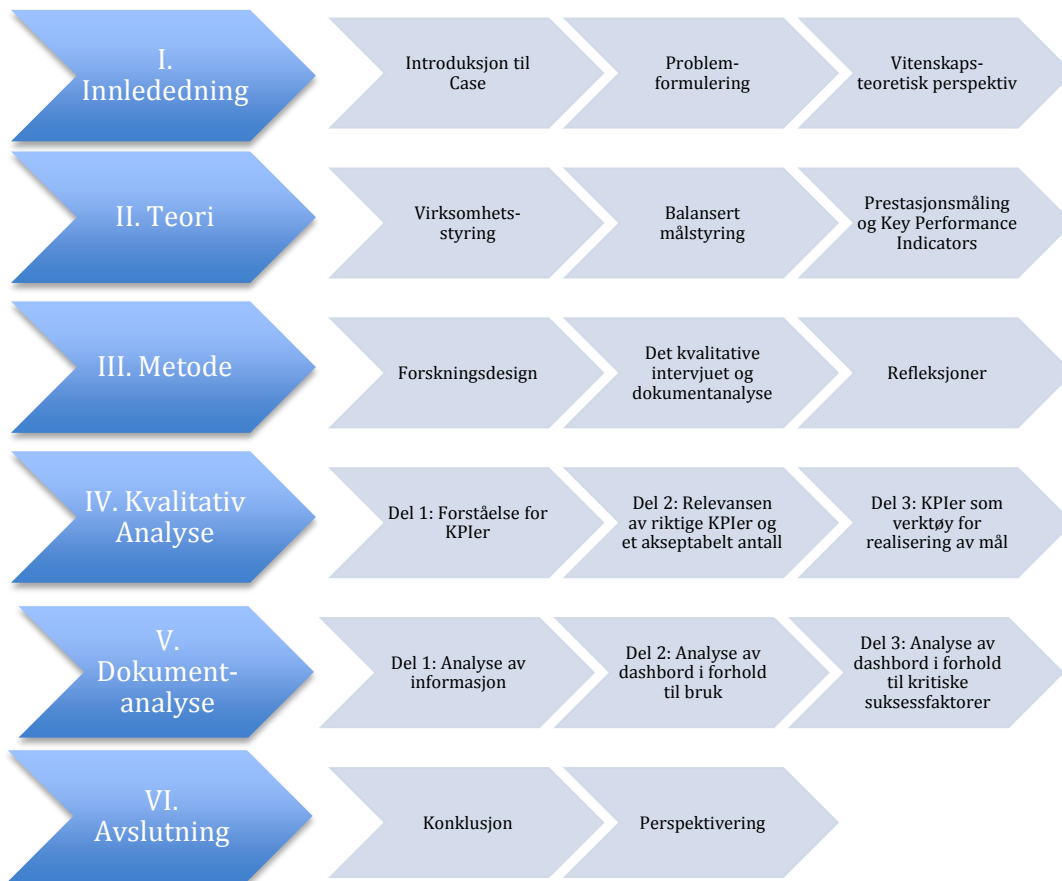 I.
Innlededning
Introduksjon til
Case
Problem-
formulering
Vitenskaps-
teoretisk perspektiv
II. Teori
Virksomhets-
styring
Balansert
målstyring
Prestasjonsmåling
og Key Performance
Indicators
III. Metode
Forskningsdesign
Det kvalitative
intervjuet og
dokumentanalyse
Refleksjoner
IV. Kvalitativ
Analyse
Del 1: Forståelse for
KPIer
Del 2: Relevansen
av riktige KPIer og
et akseptabelt antall
Del 3: KPIer som
verktøy for
realisering av mål
V.
Dokument-
analyse
Del 1: Analyse av
informasjon
Del 2: Analyse av
dashbord i forhold
til bruk
Del 3: Analyse av
dashbord i forhold
til kritiske
suksessfaktorer
VI.
Avslutning
Konklusjon
Perspektivering